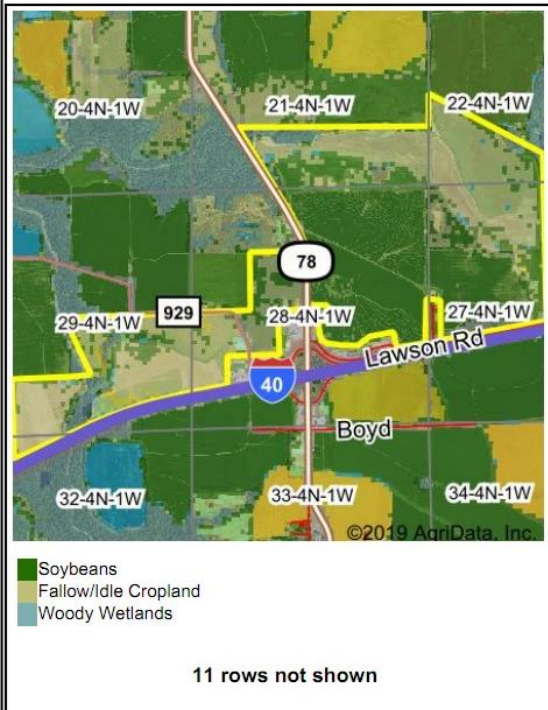 20-4N-1W
21-4N-1W
22-4N-1W
78
929
29-4N-1W
28-4N-1W
27-4N-1W
Lawson Rd
40
Boyd
32-4N-1W
33-4N-1W
34-4N-1W
©2019 AgriData, Inc.
Soybeans
Fallow/Idle Cropland
Woody Wetlands
11 rows not shown